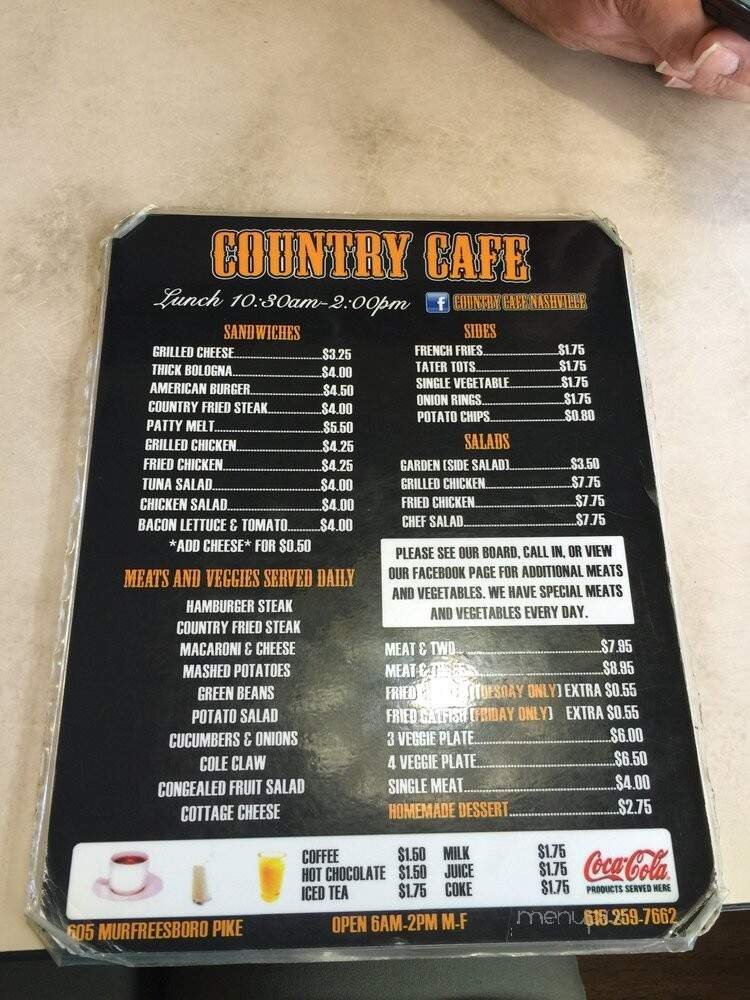 COUNTRY CAFE
Lunch 10:30am-2:00pm
f COUNTRY CAFE NASHVILLE
SANDWICHES
GRILLED CHEESE $3.25
THICK BOLOGNA $4.00
AMERICAN BURGER $4.50
COUNTRY FRIED STEAK $4.00
PATTY MELT $5.50
GRILLED CHICKEN $4.25
FRIED CHICKEN $4.25
TUNA SALAD $4.00
CHICKEN SALAD $4.00
BACON LETTUCE & TOMATO $4.00
*ADD CHEESE* FOR $0.50
MEATS AND VEGGIES SERVED DAILY
HAMBURGER STEAK
COUNTRY FRIED STEAK
MACARONI & CHEESE
MASHED POTATOES
GREEN BEANS
POTATO SALAD
CUCUMBERS & ONIONS
COLE CLAW
CONGEALED FRUIT SALAD
COTTAGE CHEESE
SIDES
FRENCH FRIES $1.75
TATER TOTS $1.75
SINGLE VEGETABLE $1.75
ONION RINGS $1.75
POTATO CHIPS $0.80
SALADS
GARDEN (SIDE SALAD) $3.50
GRILLED CHICKEN $7.75
FRIED CHICKEN $7.75
CHEF SALAD $7.75
PLEASE SEE OUR BOARD, CALL IN, OR VIEW
OUR FACEBOOK PAGE FOR ADDITIONAL MEATS
AND VEGETABLES. WE HAVE SPECIAL MEATS
AND VEGETABLES EVERY DAY.
MEAT & TWO $7.95
MEAT & $8.95
FRIED (TUESDAY ONLY) EXTRA $0.55
FRIED CATFISH (FRIDAY ONLY) EXTRA $0.55
3 VEGGIE PLATE $6.00
4 VEGGIE PLATE $6.50
SINGLE MEAT $4.00
HOMEMADE DESSERT $2.75
COFFEE $1.50 MILK $1.75
HOT CHOCOLATE $1.50 JUICE $1.75
ICED TEA $1.75 COKE $1.75
Coca-Cola
PRODUCTS SERVED HERE
605 MURFREESBORO PIKE OPEN 6AM-2PM M-F 615-259-7662